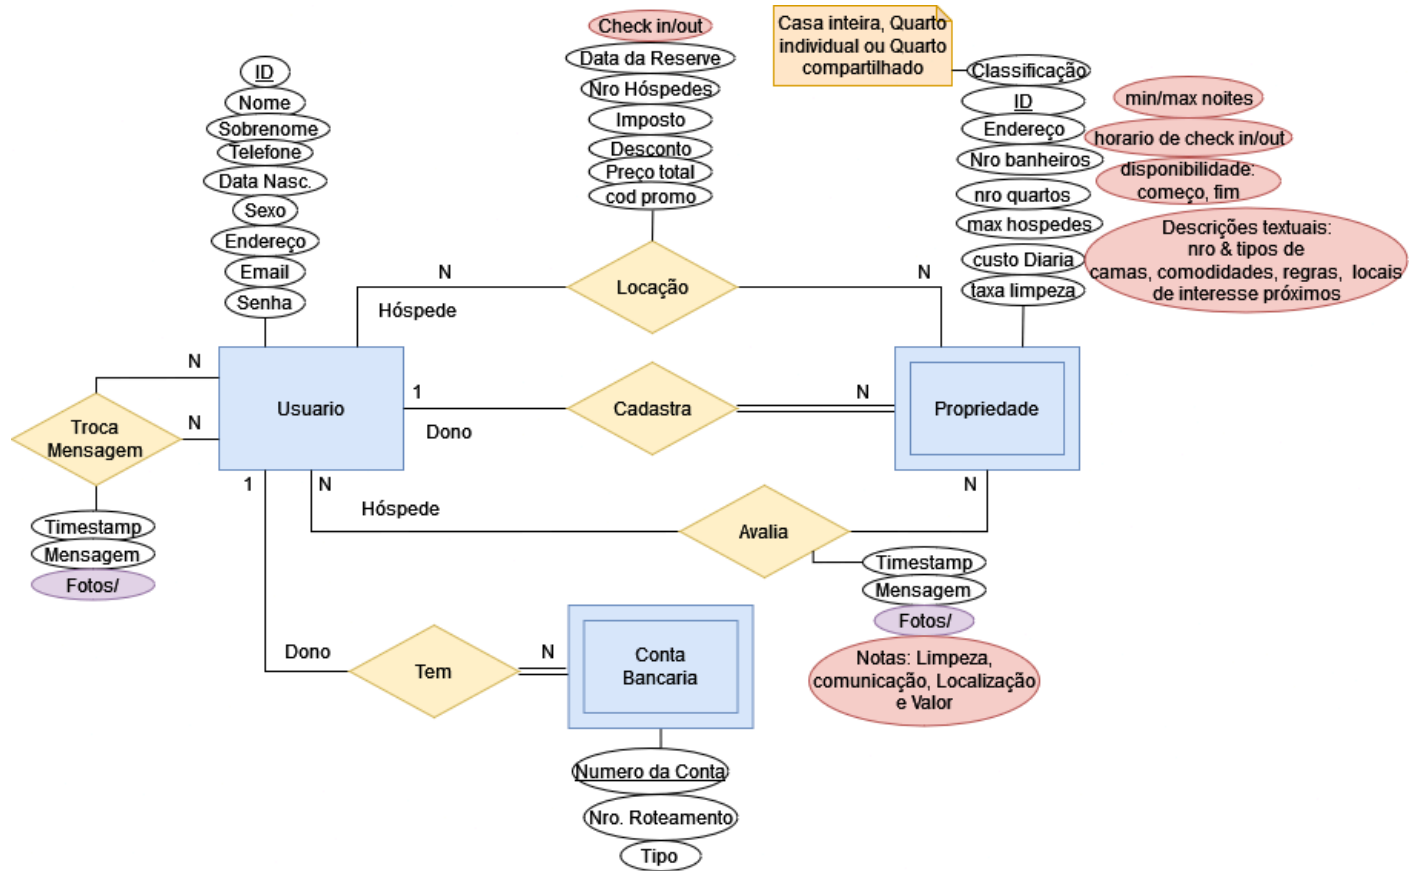 Check in/out
Data da Reserve
Nro Hóspedes
Imposto
Desconto
Preço total
cod promo
Casa inteira, Quarto
individual ou Quarto
compartilhado
Classificação
ID
Endereço
Nro banheiros
nro quartos
max hospedes
custo Diaria
taxa limpeza
min/max noites
horario de check in/out
disponibilidade:
começo, fim
Descrições textuais:
nro & tipos de
camas, comodidades, regras, locais
de interesse próximos
ID
Nome
Sobrenome
Telefone
Data Nasc.
Sexo
Endereço
Email
Senha
N
Hóspede
Locação
N
N
N
Troca
Mensagem
Timestamp
Mensagem
Fotos/
Usuario
1
Dono
Cadastra
N
Propriedade
1
N
Hóspede
Avalia
N
Timestamp
Mensagem
Fotos/
Notas: Limpeza,
comunicação, Localização
e Valor
Dono
Tem
N
Conta
Bancaria
Numero da Conta
Nro. Roteamento
Tipo